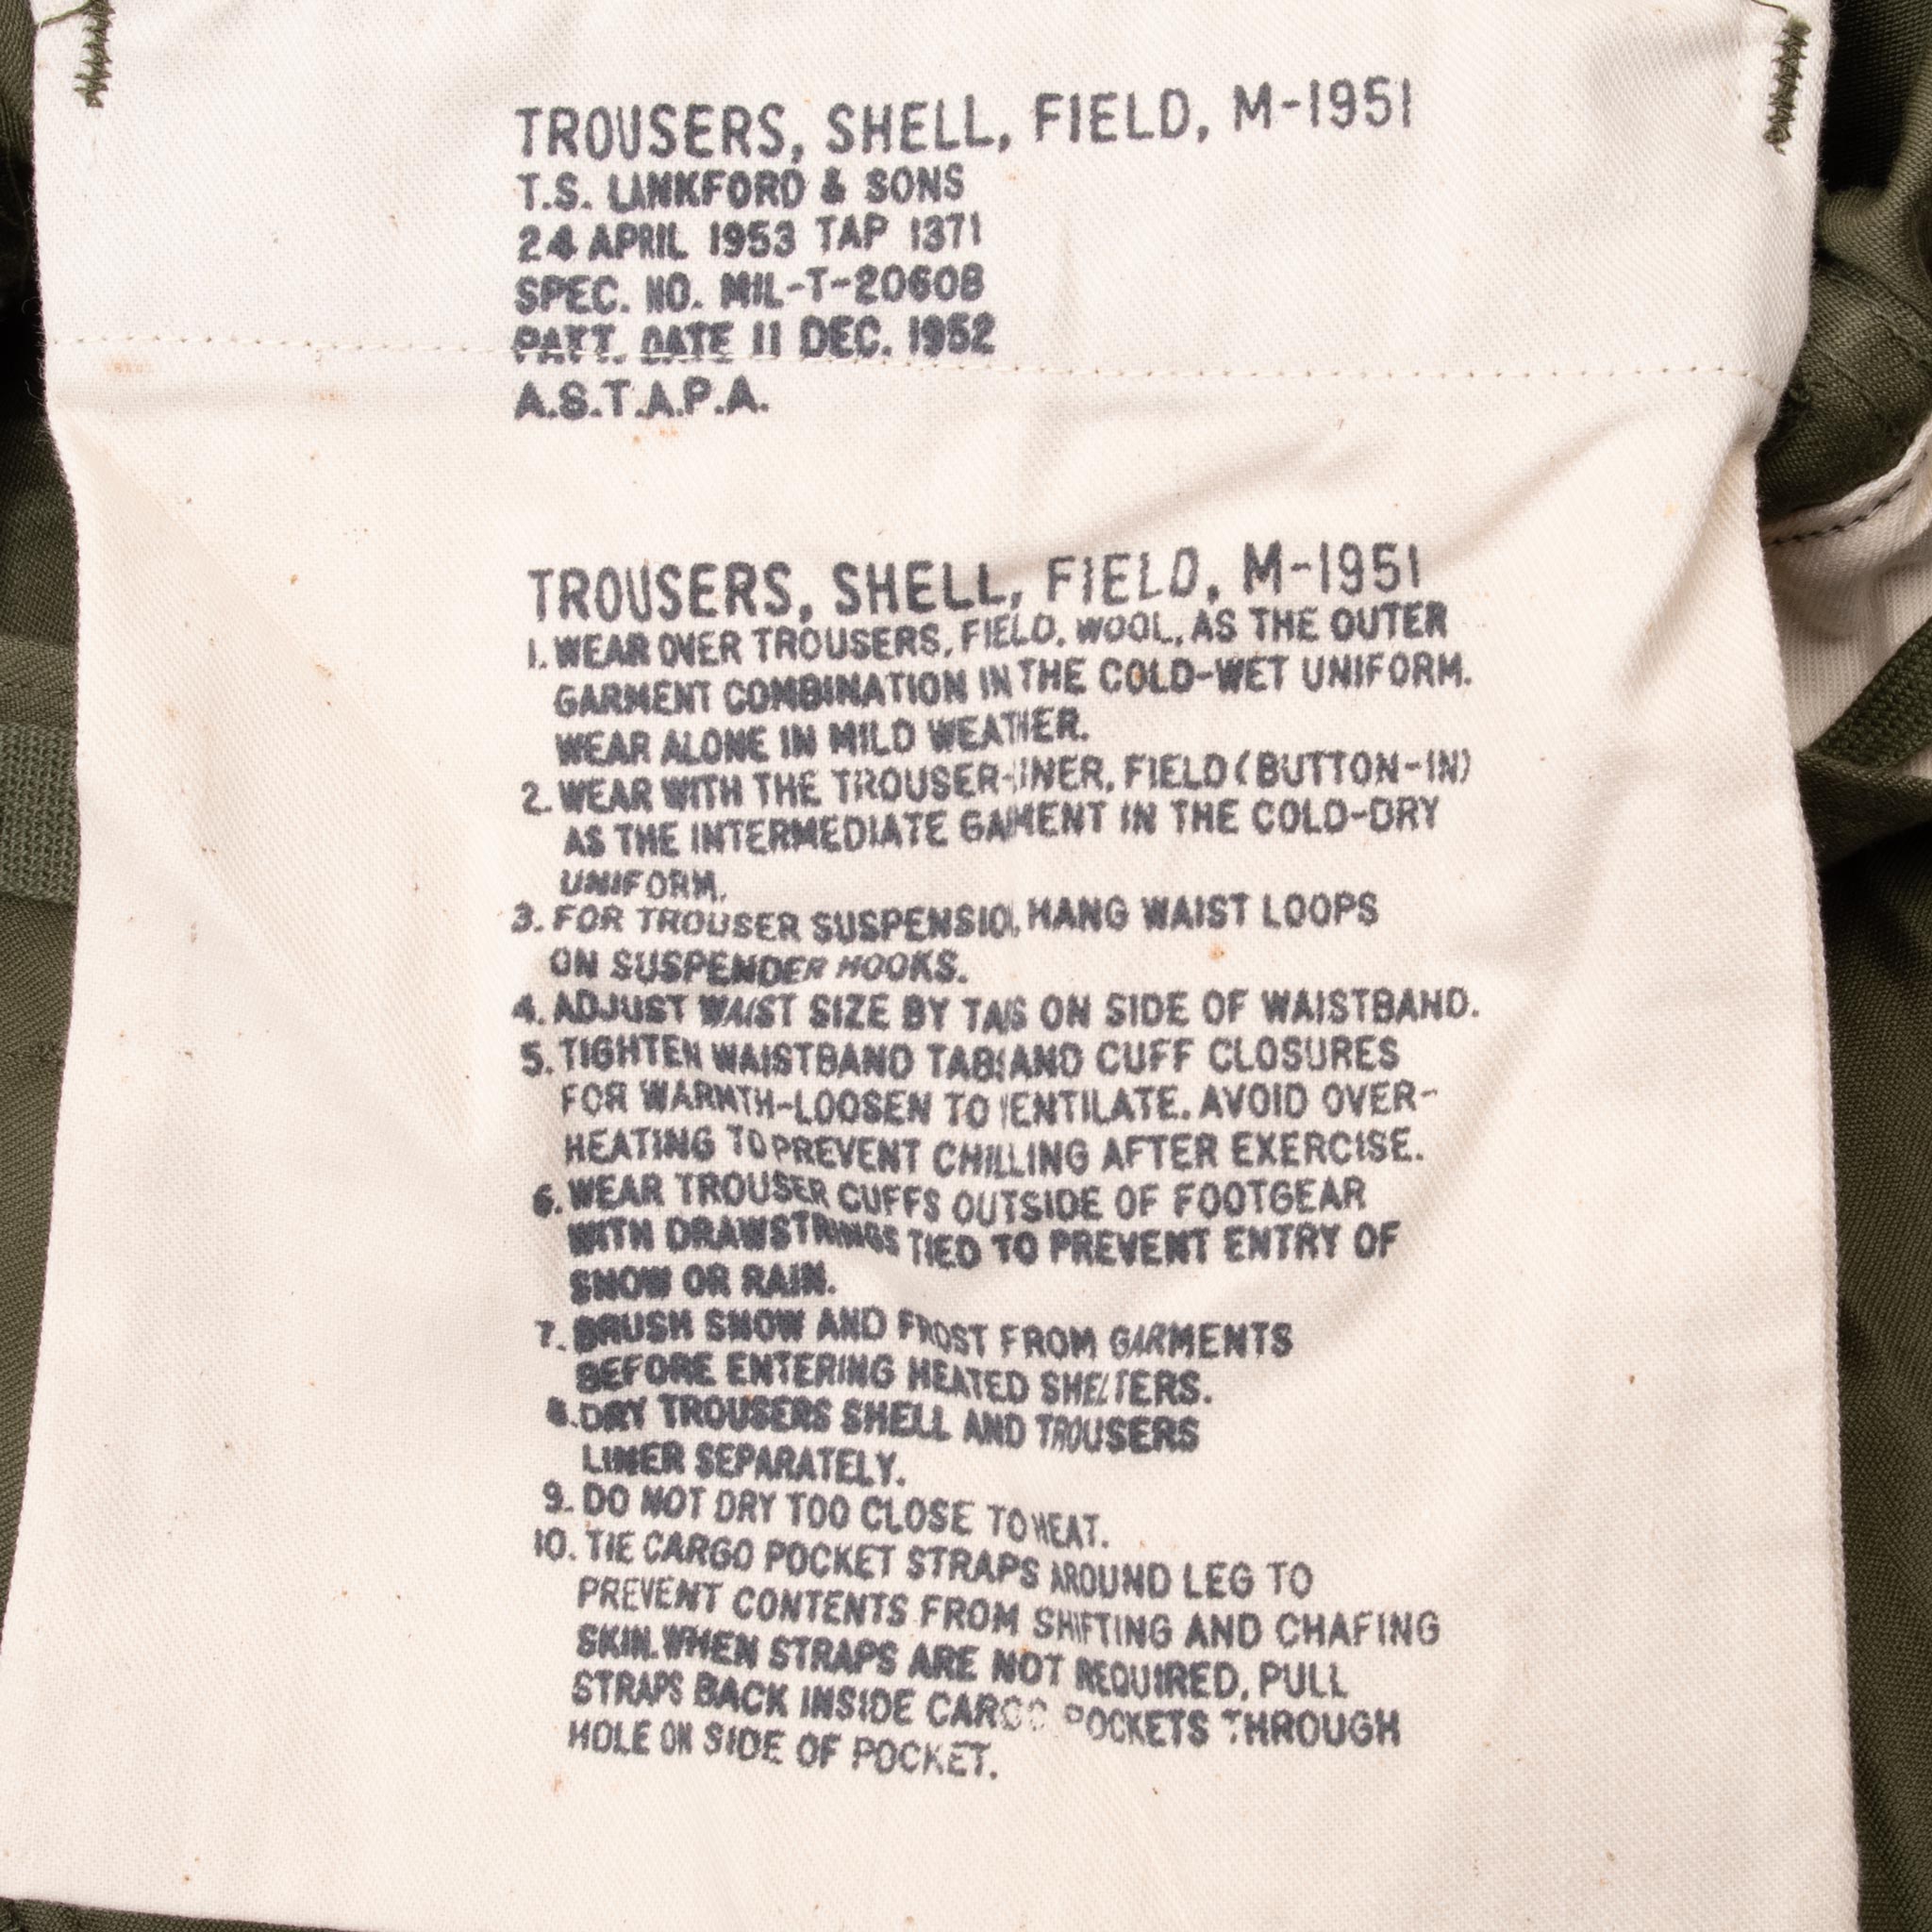 TROUSERS, SHELL, FIELD, M-1951
T.S. LANKFORD & SONS
24 APRIL 1953 TAP 1371
SPEC. NO. MIL-T-2060B
PATT. DATE 11 DEC. 1952
A.S.T.A.P.A.
TROUSERS, SHELL, FIELD, M-1951
1. WEAR OVER TROUSERS, FIELD, WOOL, AS THE OUTER
GARMENT COMBINATION IN THE COLD-WET UNIFORM.
WEAR ALONE IN MILD WEATHER.
2. WEAR WITH THE TROUSER-LINER, FIELD (BUTTON-IN)
AS THE INTERMEDIATE GARMENT IN THE COLD-DRY
UNIFORM.
3. FOR TROUSER SUSPENSION, HANG WAIST LOOPS
ON SUSPENDER HOOKS.
4. ADJUST WAIST SIZE BY TABS ON SIDE OF WAISTBAND.
5. TIGHTEN WAISTBAND TABS AND CUFF CLOSURES
FOR WARMTH-LOOSEN TO VENTILATE. AVOID OVER-
HEATING TO PREVENT CHILLING AFTER EXERCISE.
6. WEAR TROUSER CUFFS OUTSIDE OF FOOTGEAR
WITH DRAWSTRINGS TIED TO PREVENT ENTRY OF
SNOW OR RAIN.
7. BRUSH SNOW AND FROST FROM GARMENTS
BEFORE ENTERING HEATED SHELTERS.
8. DRY TROUSERS SHELL AND TROUSERS
LINER SEPARATELY.
9. DO NOT DRY TOO CLOSE TO HEAT.
10. TIE CARGO POCKET STRAPS AROUND LEG TO
PREVENT CONTENTS FROM SHIFTING AND CHAFING
SKIN. WHEN STRAPS ARE NOT REQUIRED, PULL
STRAPS BACK INSIDE CARGO POCKETS THROUGH
HOLE ON SIDE OF POCKET.